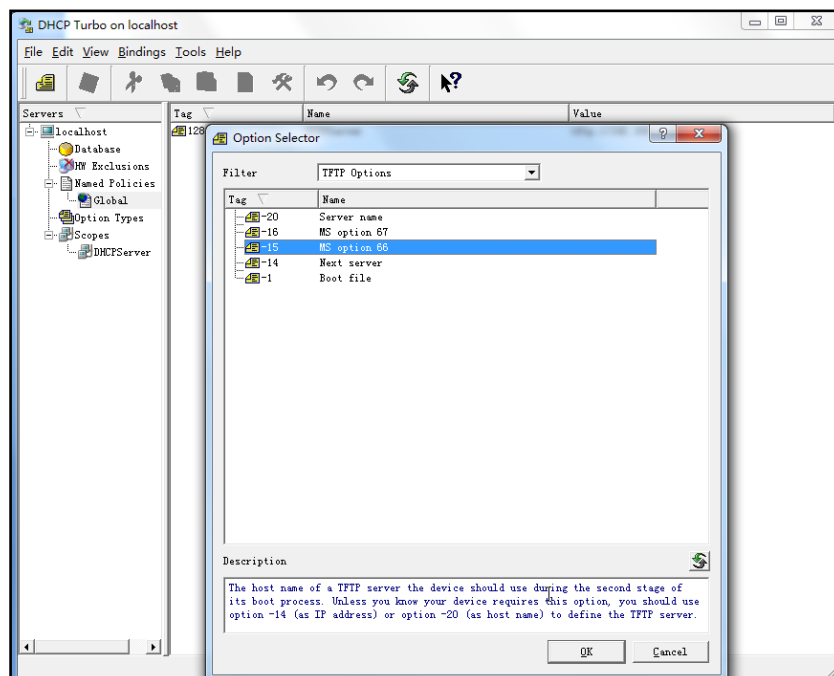 DHCP Turbo on localhost
File Edit View Bindings Tools Help
Servers
Tag Name Value
localhost
Database
HW Exclusions
Named Policies
Global
Option Types
Scopes
DHCPServer
128
Option Selector
Filter TFTP Options
Tag Name
-20 Server name
-16 MS option 67
-15 MS option 66
-14 Next server
-1 Boot file
Description
The host name of a TFTP server the device should use during the second stage of
its boot process. Unless you know your device requires this option, you should use
option -14 (as IP address) or option -20 (as host name) to define the TFTP server.
OK Cancel